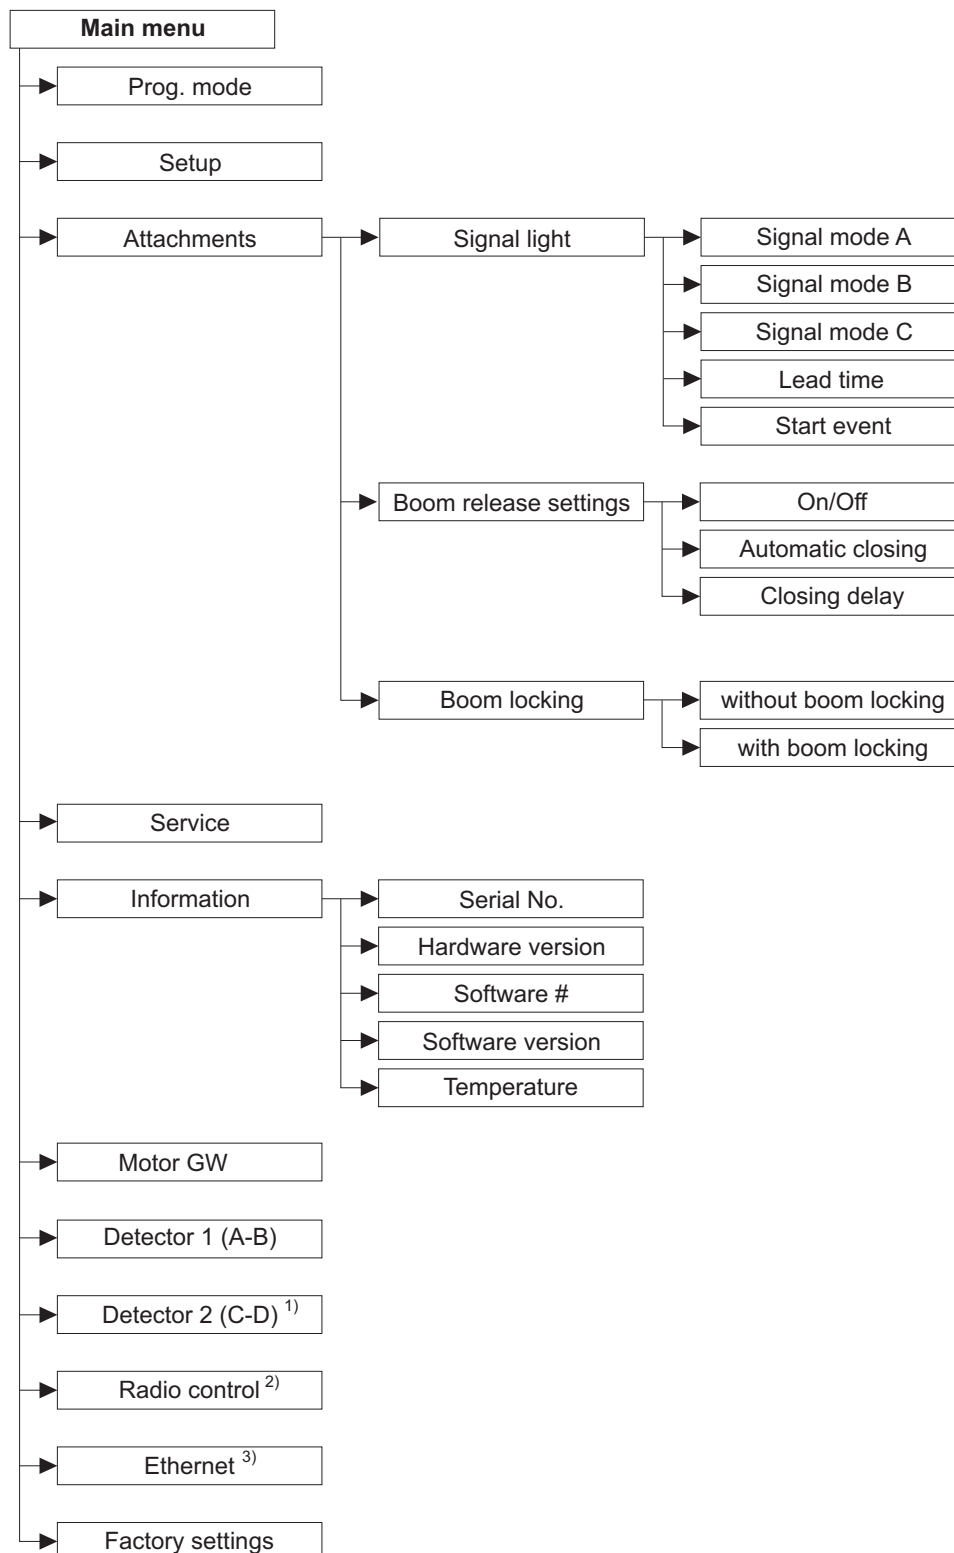 Main menu
Prog. mode
Setup
Attachments
Signal light
Signal mode A
Signal mode B
Signal mode C
Lead time
Start event
Boom release settings
On/Off
Automatic closing
Closing delay
Boom locking
without boom locking
with boom locking
Service
Information
Serial No.
Hardware version
Software #
Software version
Temperature
Motor GW
Detector 1 (A-B)
Detector 2 (C-D) 1)
Radio control 2)
Ethernet 3)
Factory settings